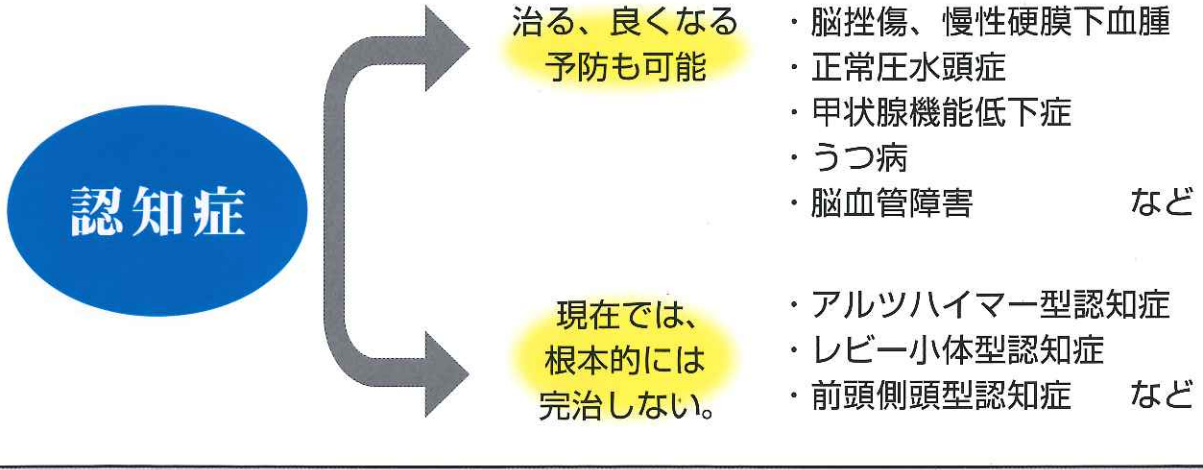 認知症
治る、良くなる
予防も可能
・脳挫傷、慢性硬膜下血腫
・正常圧水頭症
・甲状腺機能低下症
・うつ病
・脳血管障害 など
現在では、
根本的には
完治しない。
・アルツハイマー型認知症
・レビー小体型認知症
・前頭側頭型認知症 など